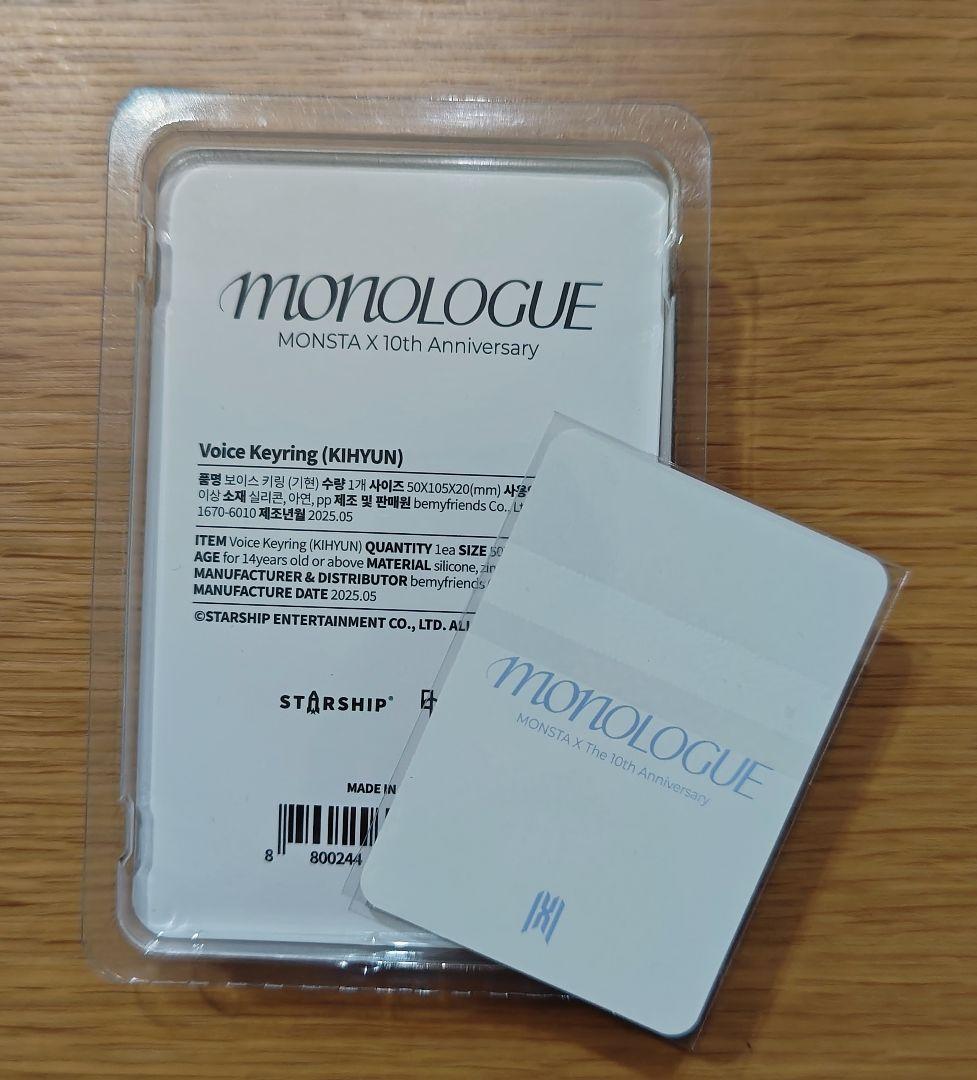 monOLOGUE
MONSTA X 10th Anniversary
Voice Keyring (KIHYUN)
품명 보이스 키링 (기현) 수량 1개 사이즈 50X105X20(mm)
이상 소재 실리콘, 아연, pp 제조 및 판매원 bemyfriends Co.,
1670-6010 제조년월 2025.05
ITEM Voice Keyring (KIHYUN) QUANTITY 1ea SIZE 50
AGE for 14years old or above MATERIAL silicone,
MANUFACTURER & DISTRIBUTOR bemyfriends
MANUFACTURE DATE 2025.05
©STARSHIP ENTERTAINMENT CO., LTD.
STARSHIP®
MADE IN
8 800244
monOLOGUE
MONSTA X The 10th Anniversary